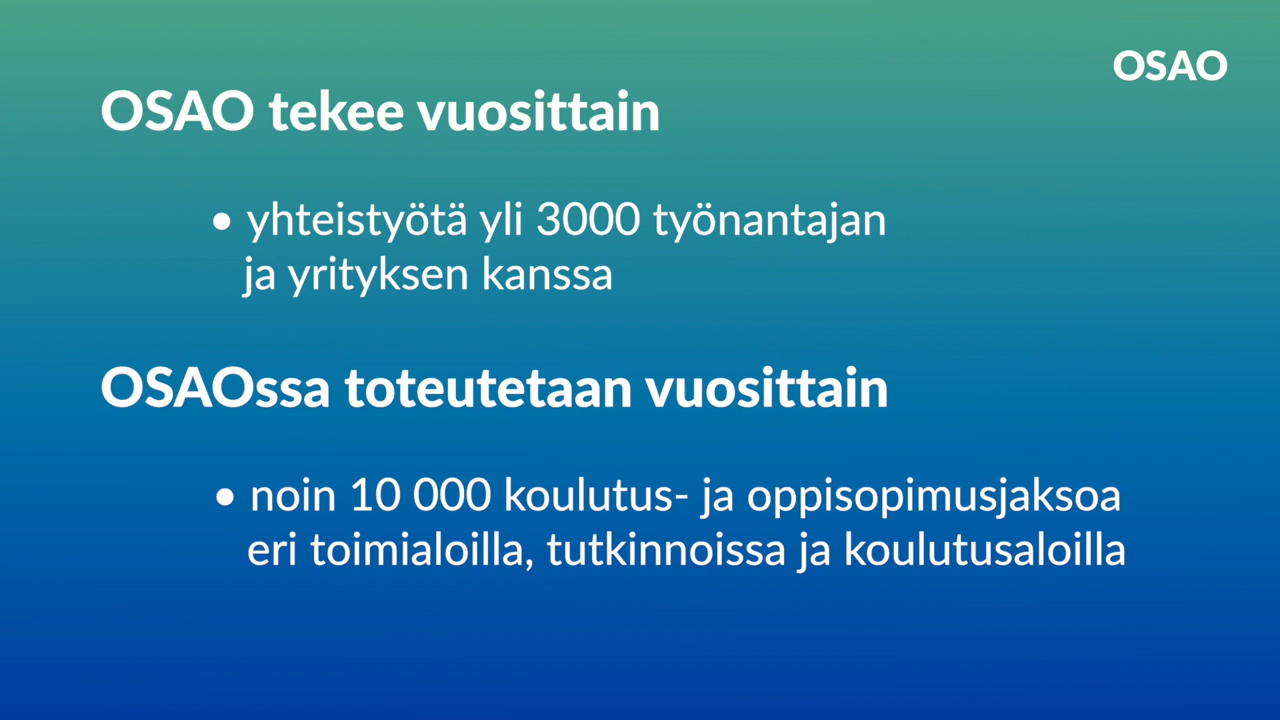 OSAO
OSAO tekee vuosittain
• yhteistyötä yli 3000 työnantajan
ja yrityksen kanssa
OSAOssa toteutetaan vuosittain
• noin 10 000 koulutus- ja oppisopimusjaksoa
eri toimialoilla, tutkinnoissa ja koulutusaloilla